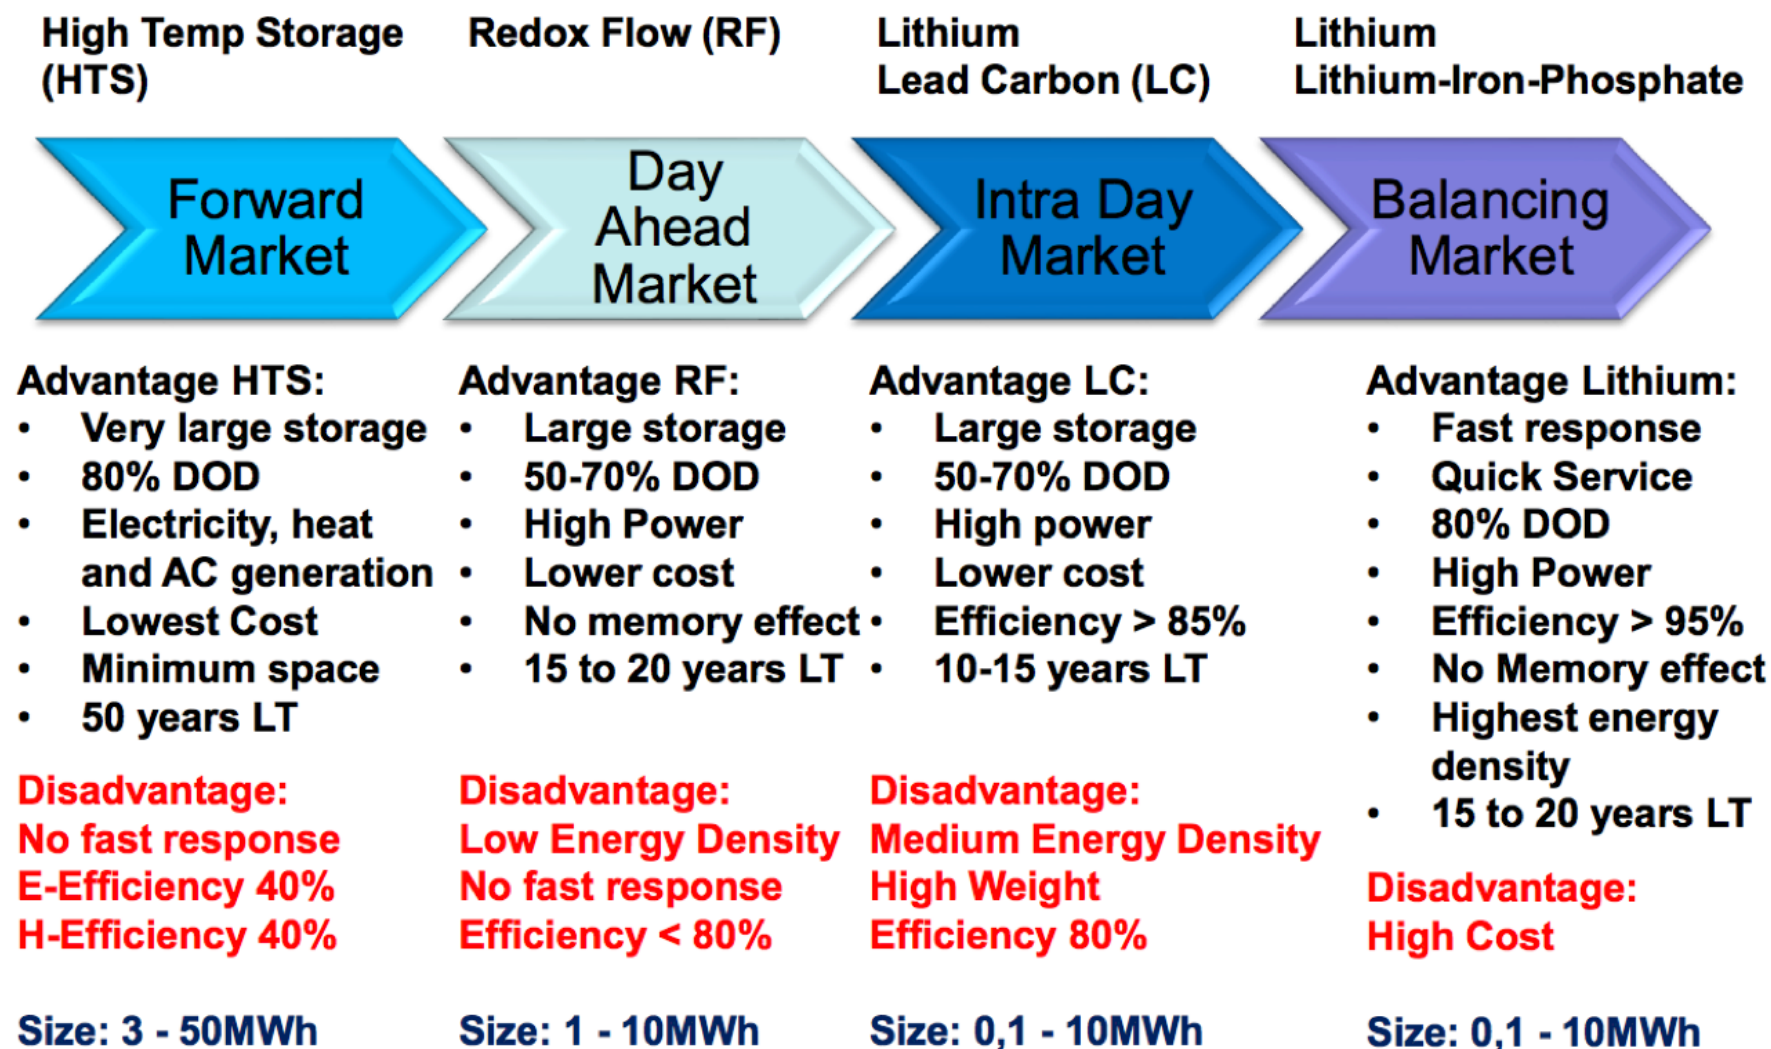 High Temp Storage
(HTS)
Redox Flow (RF)
Lithium
Lead Carbon (LC)
Lithium
Lithium-Iron-Phosphate
Forward
Market
Day
Ahead
Market
Intra Day
Market
Balancing
Market
Advantage HTS:
• Very large storage
• 80% DOD
• Electricity, heat
and AC generation
• Lowest Cost
• Minimum space
• 50 years LT
Disadvantage:
No fast response
E-Efficiency 40%
H-Efficiency 40%
Size: 3 - 50MWh
Advantage RF:
• Large storage
• 50-70% DOD
• High Power
• Lower cost
• No memory effect
• 15 to 20 years LT
Disadvantage:
Low Energy Density
No fast response
Efficiency < 80%
Size: 1 - 10MWh
Advantage LC:
• Large storage
• 50-70% DOD
• High power
• Lower cost
• Efficiency > 85%
• 10-15 years LT
Disadvantage:
Medium Energy Density
High Weight
Efficiency 80%
Size: 0,1 - 10MWh
Advantage Lithium:
• Fast response
• Quick Service
• 80% DOD
• High Power
• Efficiency > 95%
• No Memory effect
• Highest energy
density
• 15 to 20 years LT
Disadvantage:
High Cost
Size: 0,1 - 10MWh